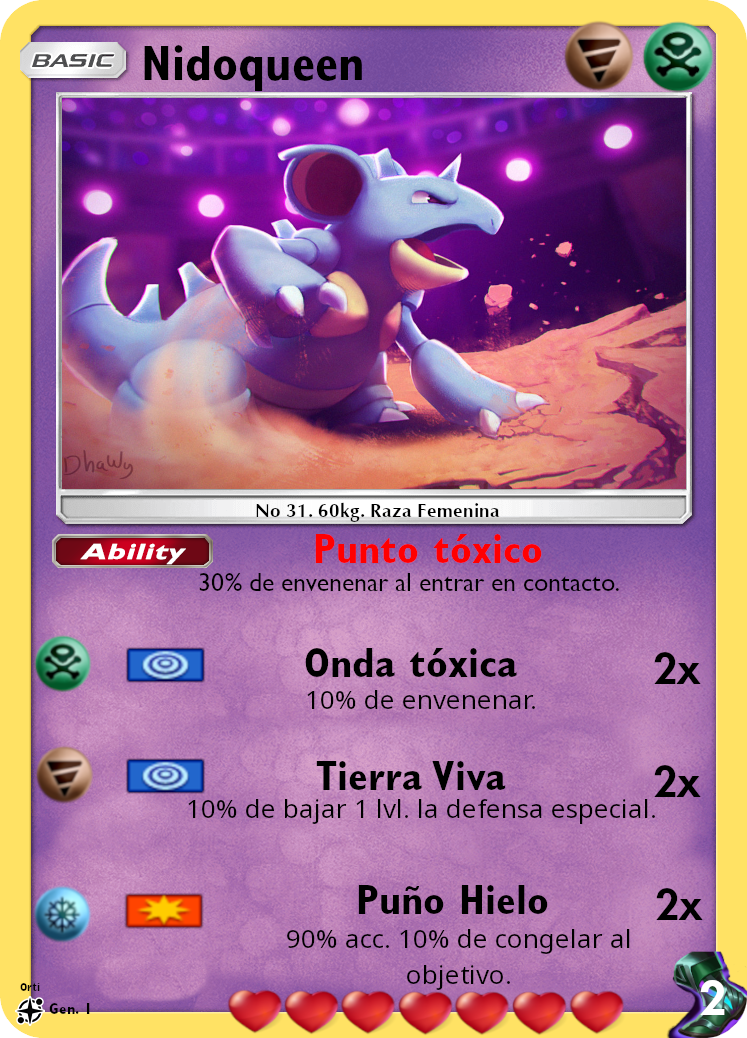 BASIC
Nidoqueen
DhaWy
No 31. 60kg. Raza Femenina
Ability
Punto tóxico
30% de envenenar al entrar en contacto.
Onda tóxica
2x
10% de envenenar.
Tierra Viva
2x
10% de bajar 1 lvl. la defensa especial.
Puño Hielo
2x
90% acc. 10% de congelar al
objetivo.
Orti
Gen. 1
2